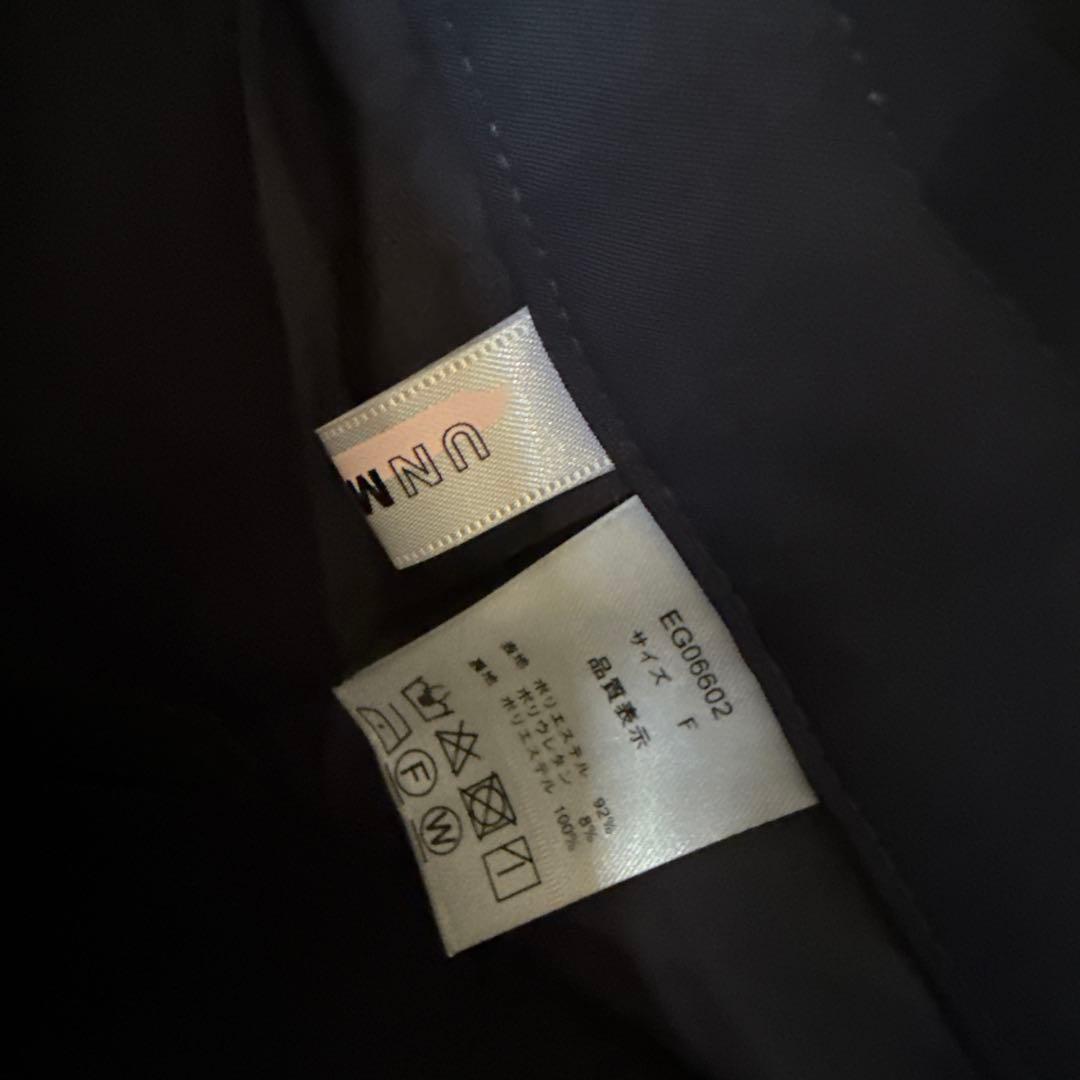 UNM
EG06602
サイズ F
品質表示
表地 ポリエステル 92%
ポリウレタン 8%
裏地 ポリエステル 100%
F
W